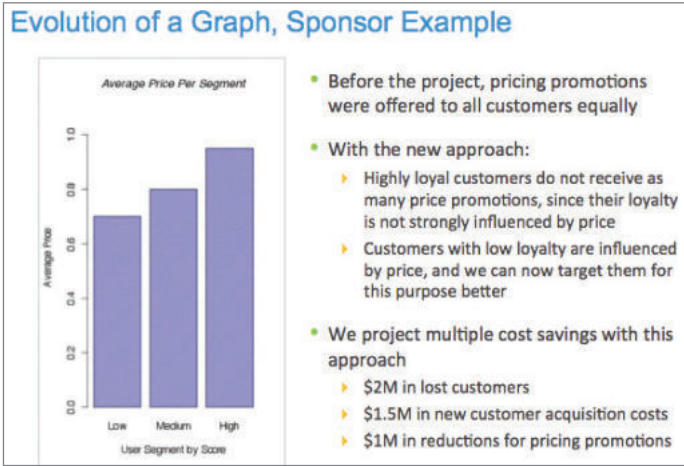 Evolution of a Graph, Sponsor Example
Average Price Per Segment
Average Price
1.0
0.8
0.6
0.4
0.2
0.0
Low Medium High
User Segment by Score
• Before the project, pricing promotions
were offered to all customers equally
• With the new approach:
Highly loyal customers do not receive as
many price promotions, since their loyalty
is not strongly influenced by price
Customers with low loyalty are influenced
by price, and we can now target them for
this purpose better
• We project multiple cost savings with this
approach
$2M in lost customers
$1.5M in new customer acquisition costs
$1M in reductions for pricing promotions